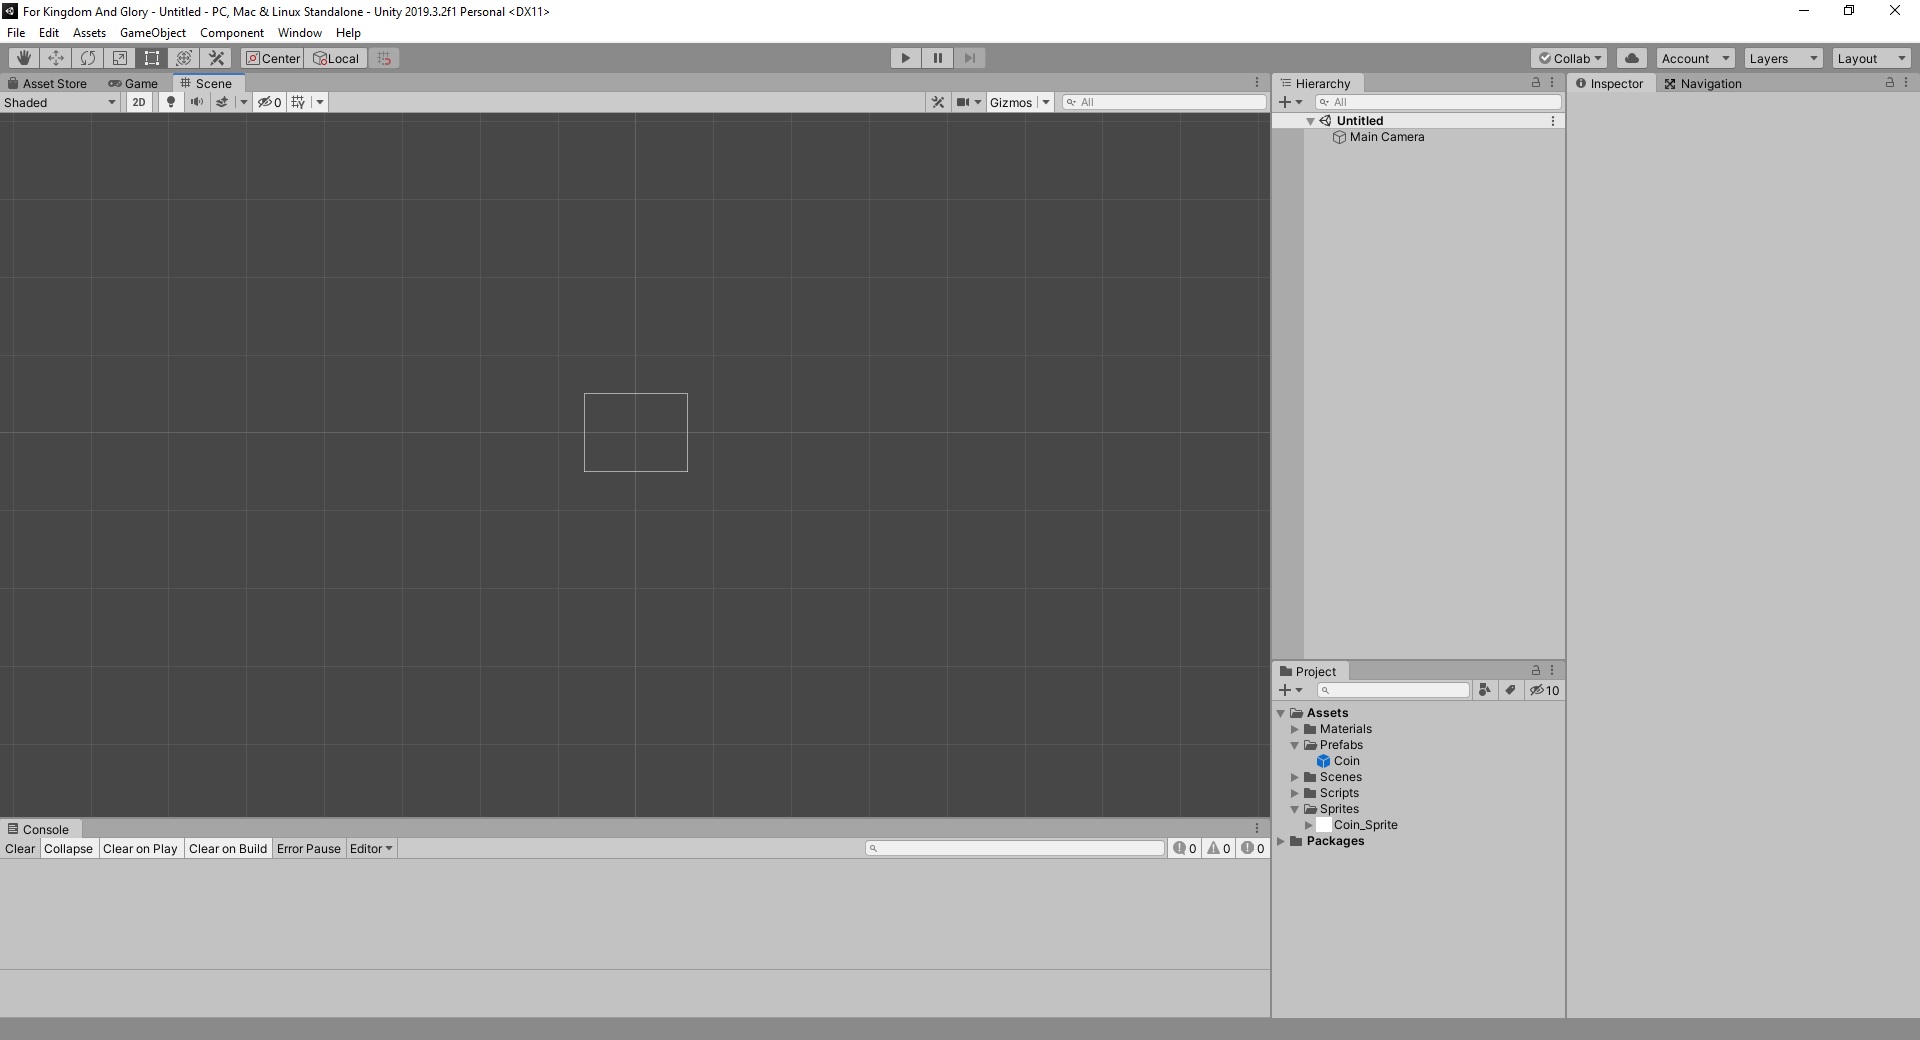 For Kingdom And Glory - Untitled - PC, Mac & Linux Standalone - Unity 2019.3.2f1 Personal <DX11>
File Edit Assets GameObject Component Window Help
Center Local Collab Account Layers Layout
Asset Store Game Scene
Shaded 2D 0 Gizmos All
Hierarchy
All
Untitled
Main Camera
Inspector Navigation
Project
10
Assets
Materials
Prefabs
Coin
Scenes
Scripts
Sprites
Coin_Sprite
Packages
Console
Clear Collapse Clear on Play Clear on Build Error Pause Editor 0 0 0